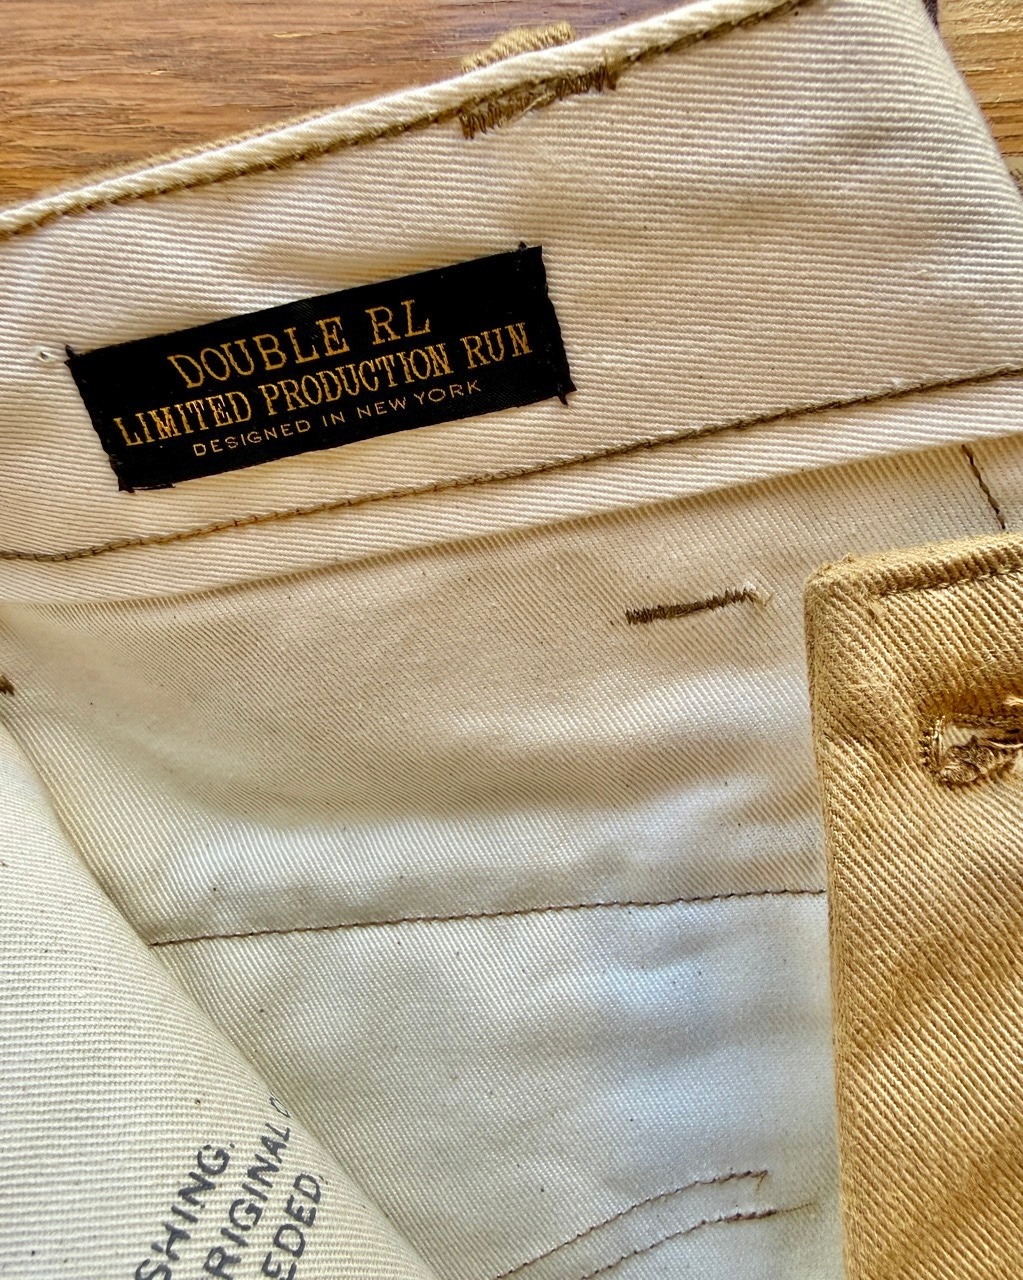 DOUBLE RL
LIMITED PRODUCTION RUN
DESIGNED IN NEW YORK
SHING.
RIGINAL
EDED